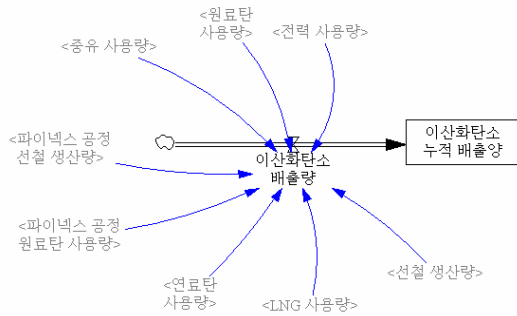 <원료탄
사용량>
<전력 사용량>
<중유 사용량>
<파이넥스 공정
선철 생산량>
이산화탄소
배출량
이산화탄소
누적 배출양
<파이넥스 공정
원료탄 사용량>
<연료탄
사용량>
<LNG 사용량>
<선철 생산량>